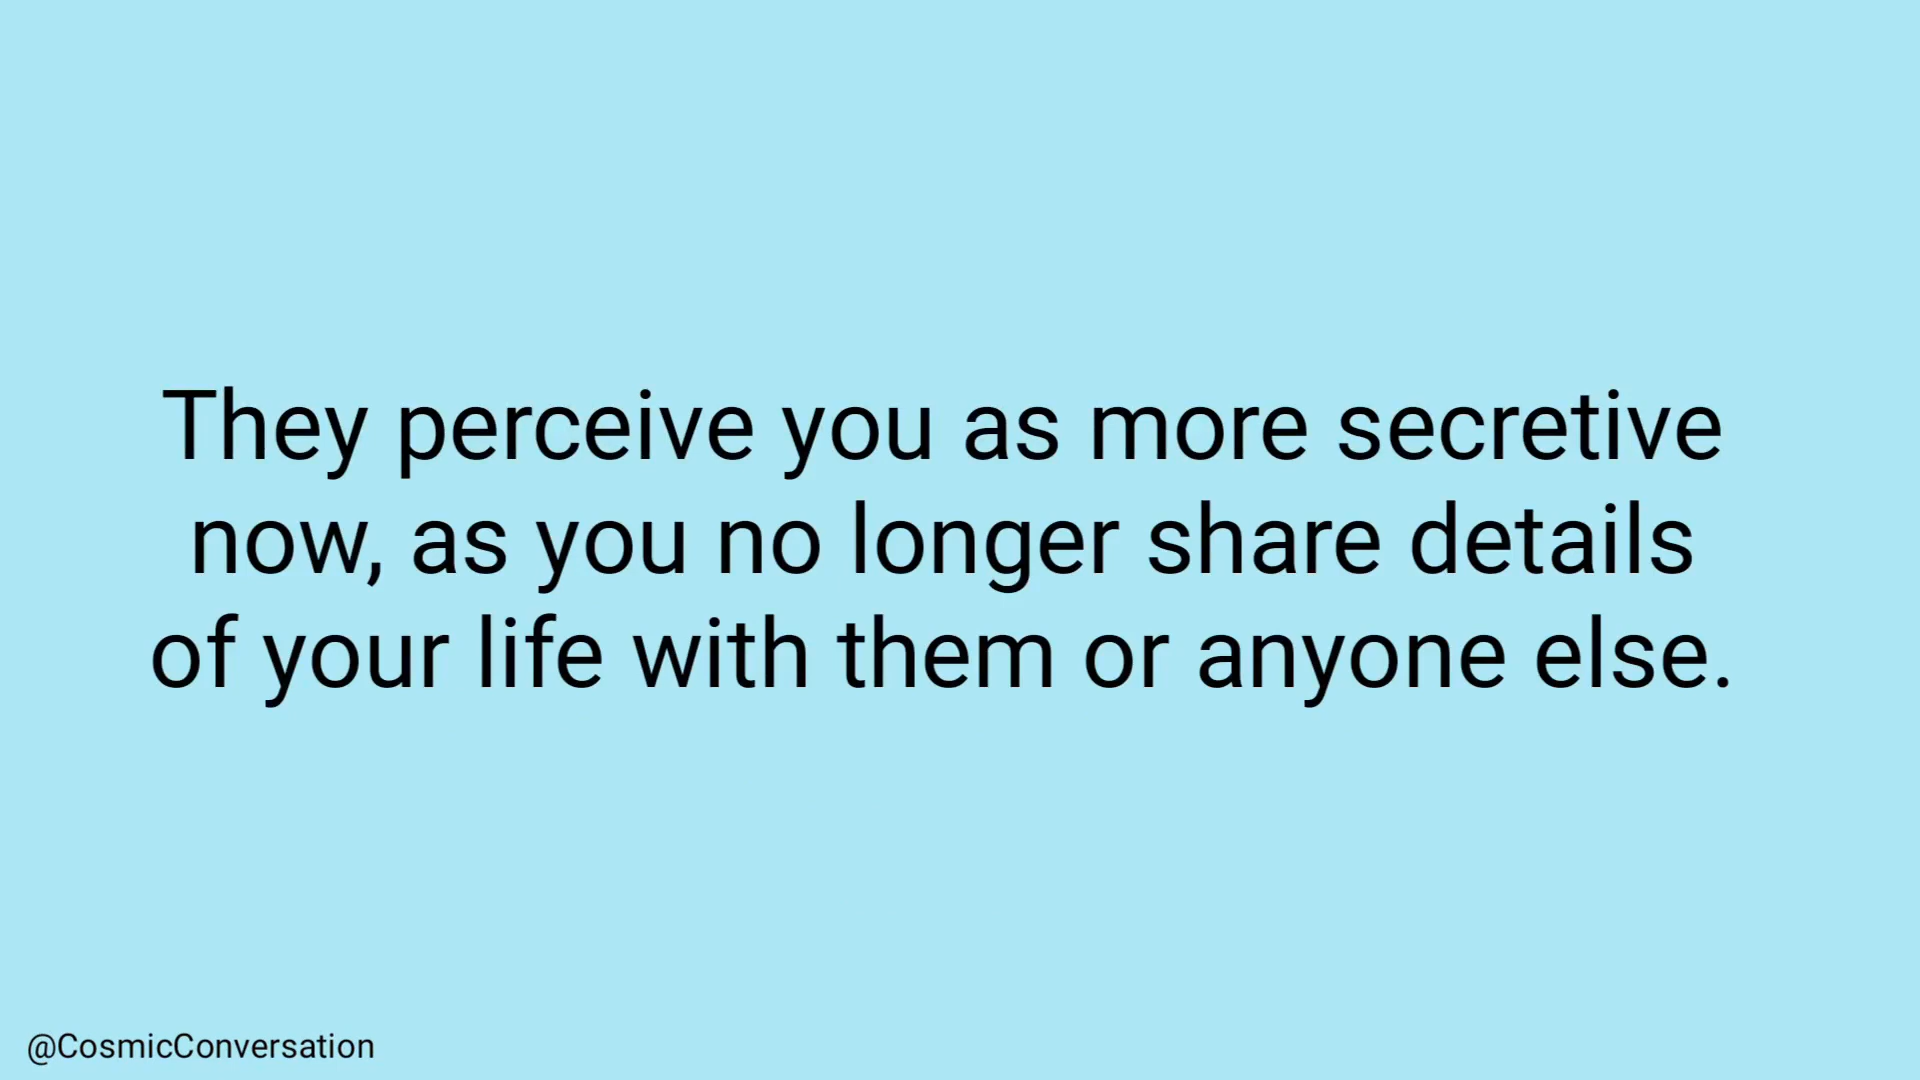 They perceive you as more secretive
now, as you no longer share details
of your life with them or anyone else.
@CosmicConversation